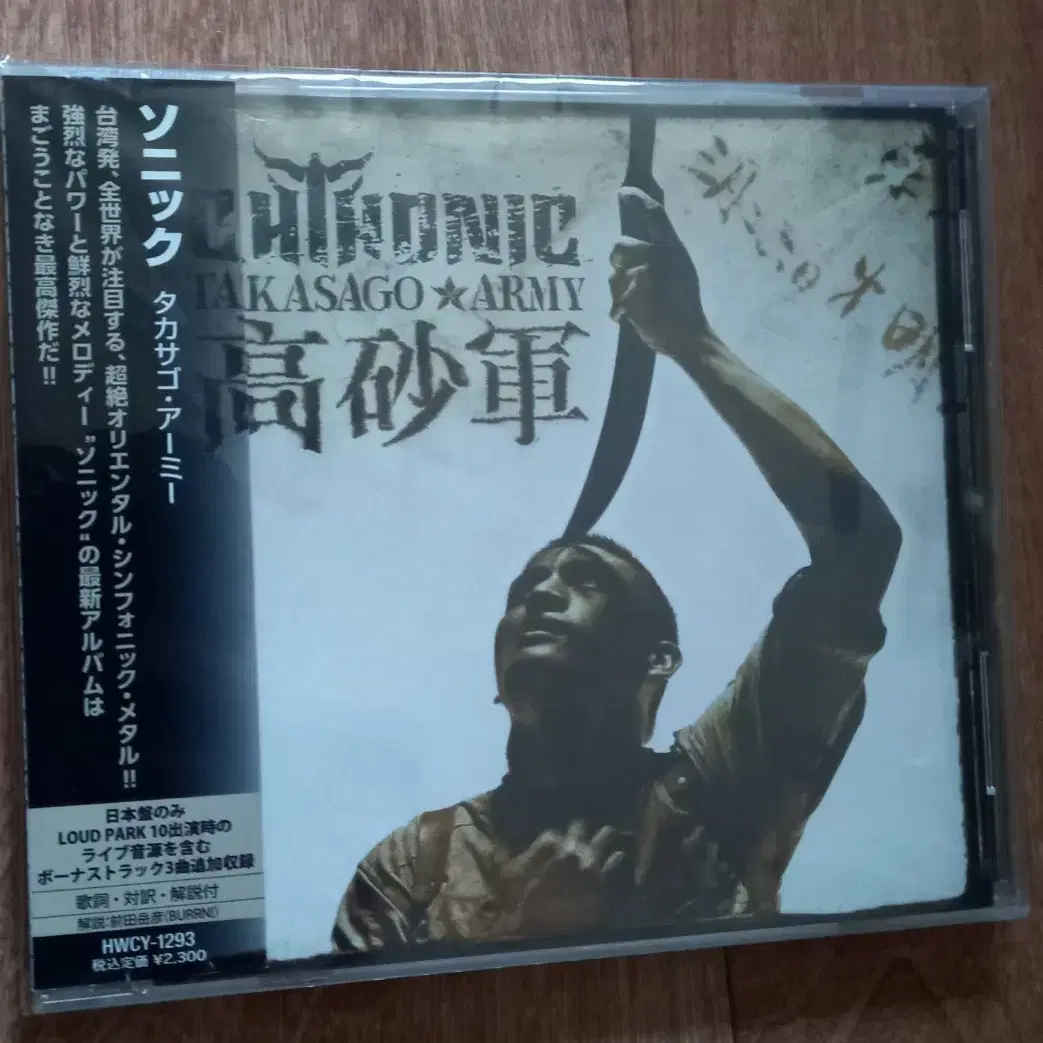 ソニック タカサゴ・アーミー
台湾発、全世界が注目する、超絶オリエンタル・シンフォニック・メタル!!
強烈なパワーと鮮烈なメロディー"ソニック"の最新アルバムは
まごうことなき最高傑作だ!!
日本盤のみ
LOUD PARK 10出演時の
ライブ音源を含む
ボーナストラック3曲追加収録
歌詞・対訳・解説付
解説:前田岳彦(BURRN!)
HWCY-1293
税込定価 ¥2,300
CHTHONIC
TAKASAGO★ARMY
高砂軍